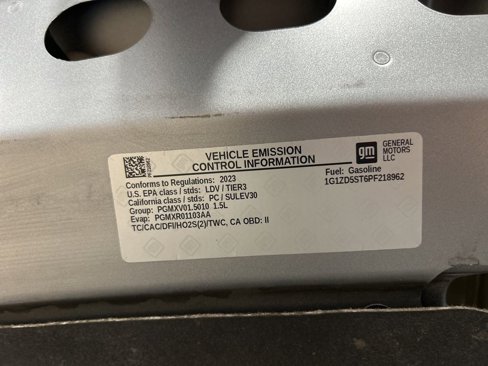 VEHICLE EMISSION
CONTROL INFORMATION
gm GENERAL
MOTORS
LLC
Conforms to Regulations: 2023
U.S. EPA class / stds: LDV / TIER3
California class / stds: PC / SULEV30
Group: PGMXV01.5010 1.5L
Evap: PGMXR01103AA
TC/CAC/DFI/HO2S(2)/TWC, CA OBD: II
Fuel: Gasoline
1G1ZD5ST6PF218962